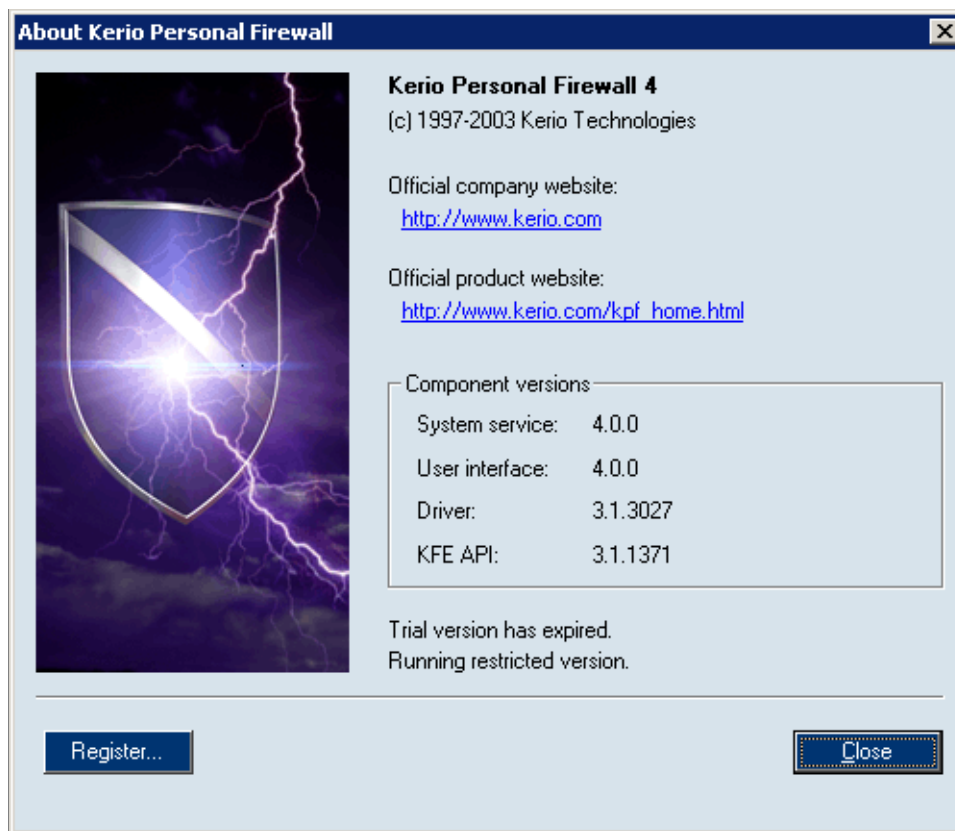 About Kerio Personal Firewall
Kerio Personal Firewall 4
(c) 1997-2003 Kerio Technologies
Official company website:
http://www.kerio.com
Official product website:
http://www.kerio.com/kpf_home.html
Component versions
System service: 4.0.0
User interface: 4.0.0
Driver: 3.1.3027
KFE API: 3.1.1371
Trial version has expired.
Running restricted version.
Register... Close